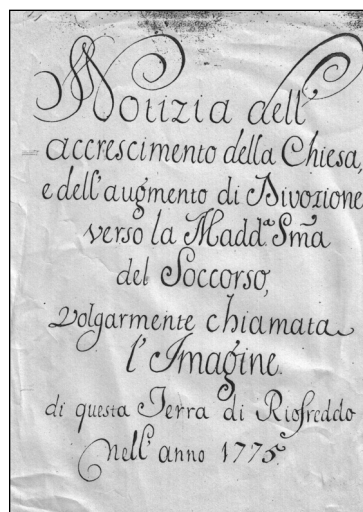 Notizia dell'
accrescimento della Chiesa,
e dell'augmento di Divozione
verso la Madd.ª Smã
del Soccorso,
volgarmente chiamata
l'Imagine.
di questa Terra di Riofreddo
nell'anno 1775.